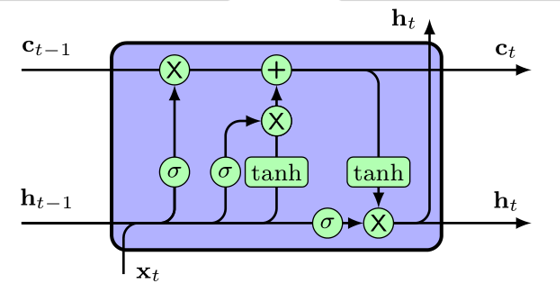 h_t
c_{t-1}
c_t
X
+
X
σ
σ
tanh
tanh
h_{t-1}
h_t
σ
X
x_t